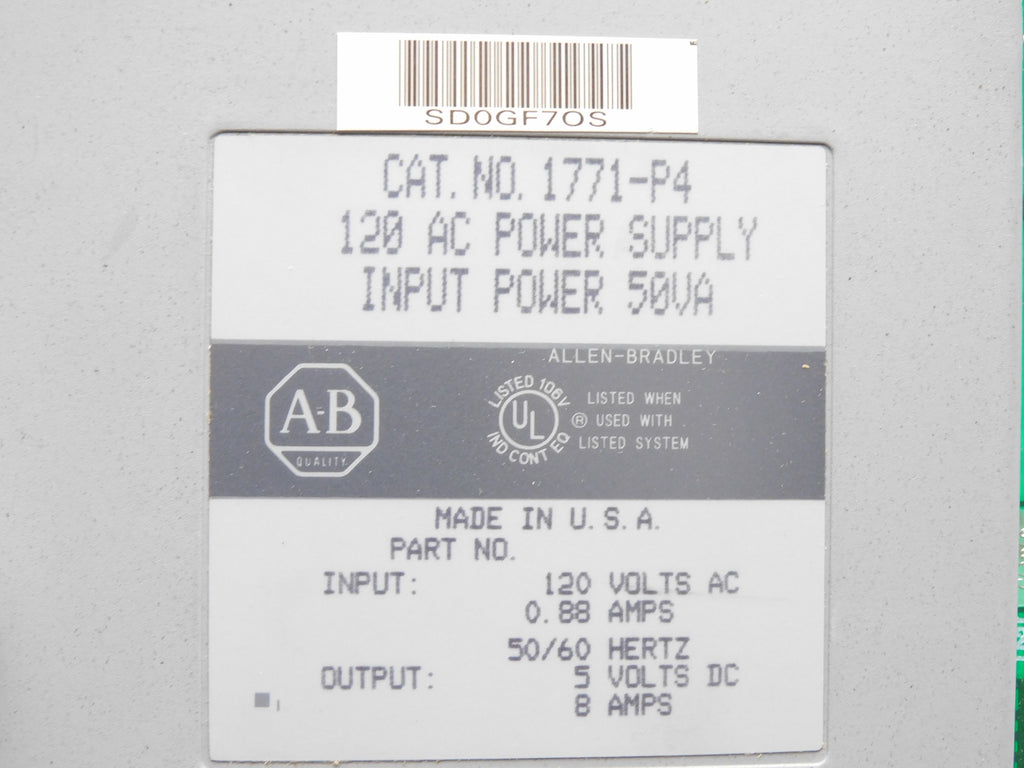 SD0GF7OS
CAT. NO. 1771-P4
120 AC POWER SUPPLY
INPUT POWER 50VA
ALLEN-BRADLEY
A-B
QUALITY
LISTED 106V
UL
IND CONT EQ
®
LISTED WHEN
USED WITH
LISTED SYSTEM
MADE IN U.S.A.
PART NO.
INPUT: 120 VOLTS AC
0.88 AMPS
50/60 HERTZ
OUTPUT: 5 VOLTS DC
8 AMPS